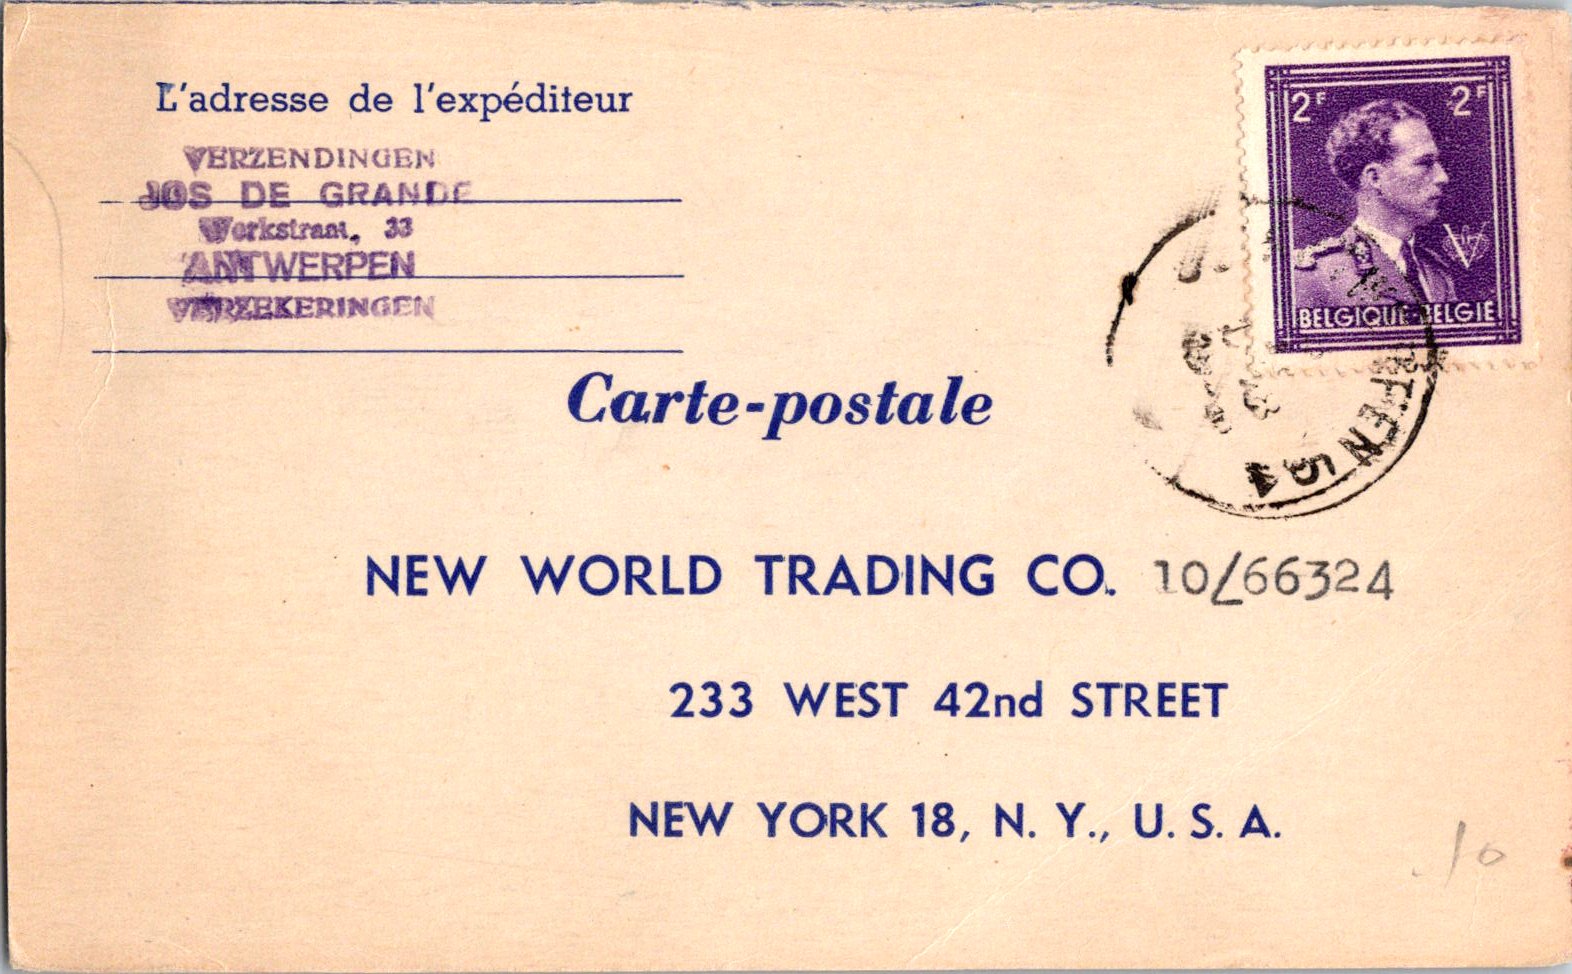 L'adresse de l'expéditeur
VERZENDINGEN
JOS DE GRANDE
Werkstraat, 33
ANTWERPEN
VERZEKERINGEN
2F 2F
V
BELGIQUE-BELGIË
Carte-postale
NEW WORLD TRADING CO. 10/66324
233 WEST 42nd STREET
NEW YORK 18, N. Y., U. S. A.
.10